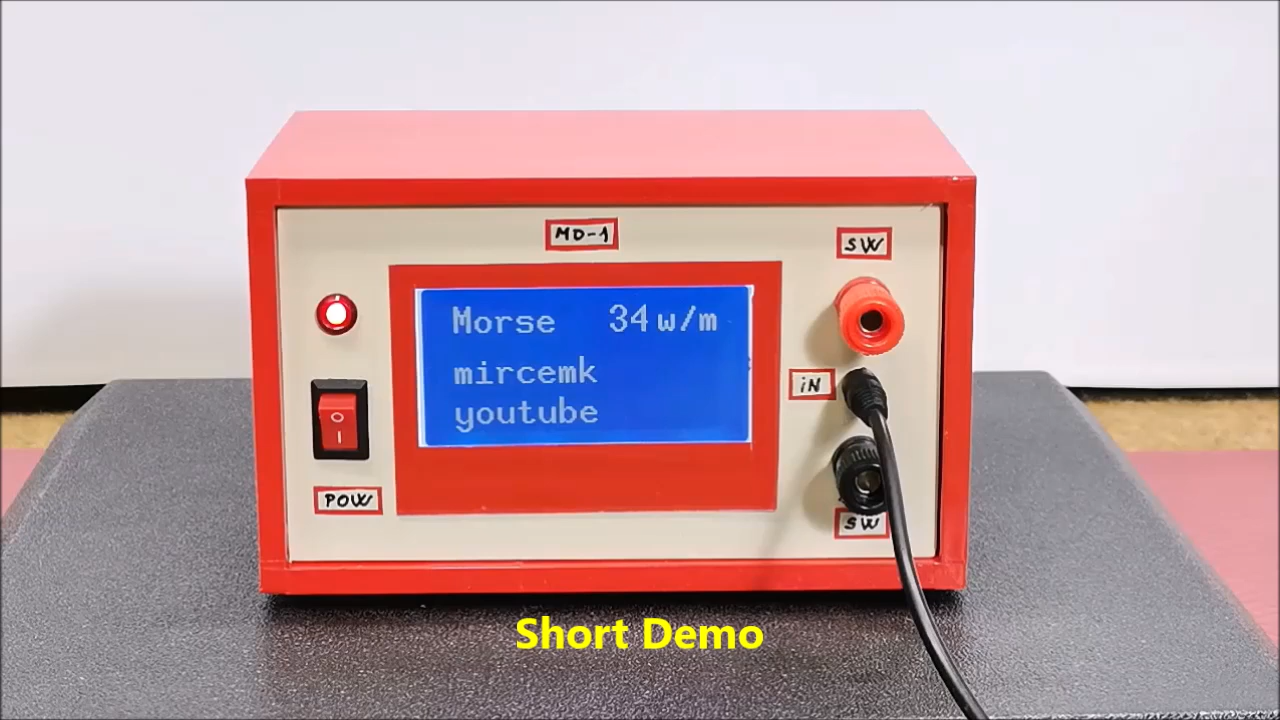 MD-1
SW
Morse 34 w/m
mircemk
iN
youtube
POW
SW
Short Demo